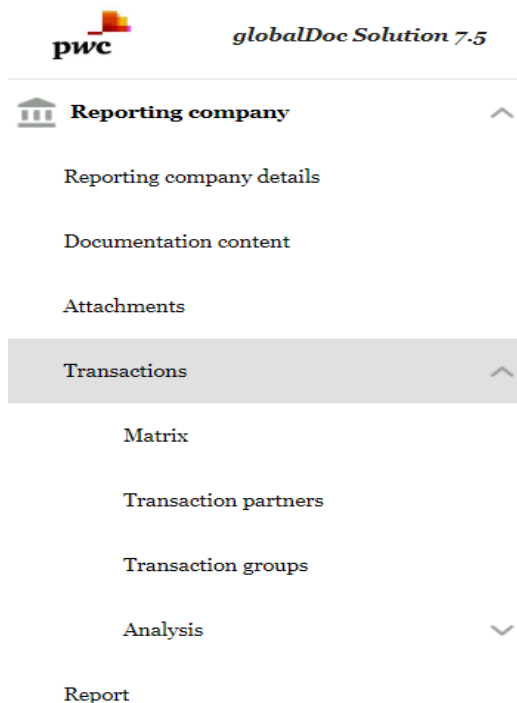 pwc
globalDoc Solution 7.5
Reporting company
Reporting company details
Documentation content
Attachments
Transactions
Matrix
Transaction partners
Transaction groups
Analysis
Report